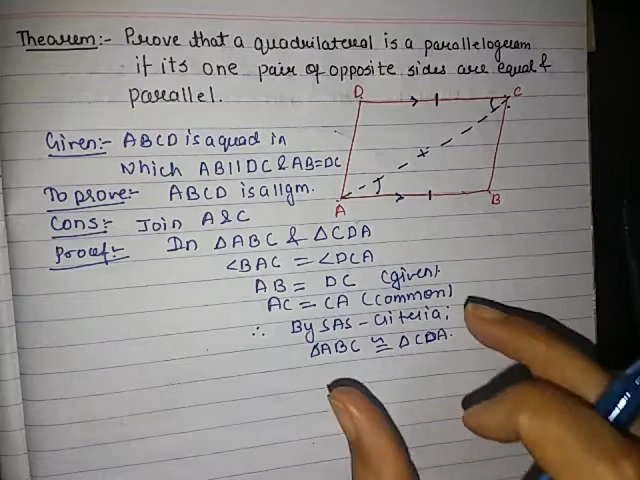 Thearem:- Prove that a quadrilateral is a parallelogram
if its one pair of opposite sides are equal &
parallel.
D
C
Given:- ABCD is a quad in
which AB || DC & AB = DC
To prove:- ABCD is a llgm.
A
B
Cons:- Join A & C
Proof:- In ΔABC & ΔCDA
∠BAC = ∠DCA
AB = DC (given)
AC = CA (common)
∴ By SAS - criteria;
ΔABC ≅ ΔCDA.